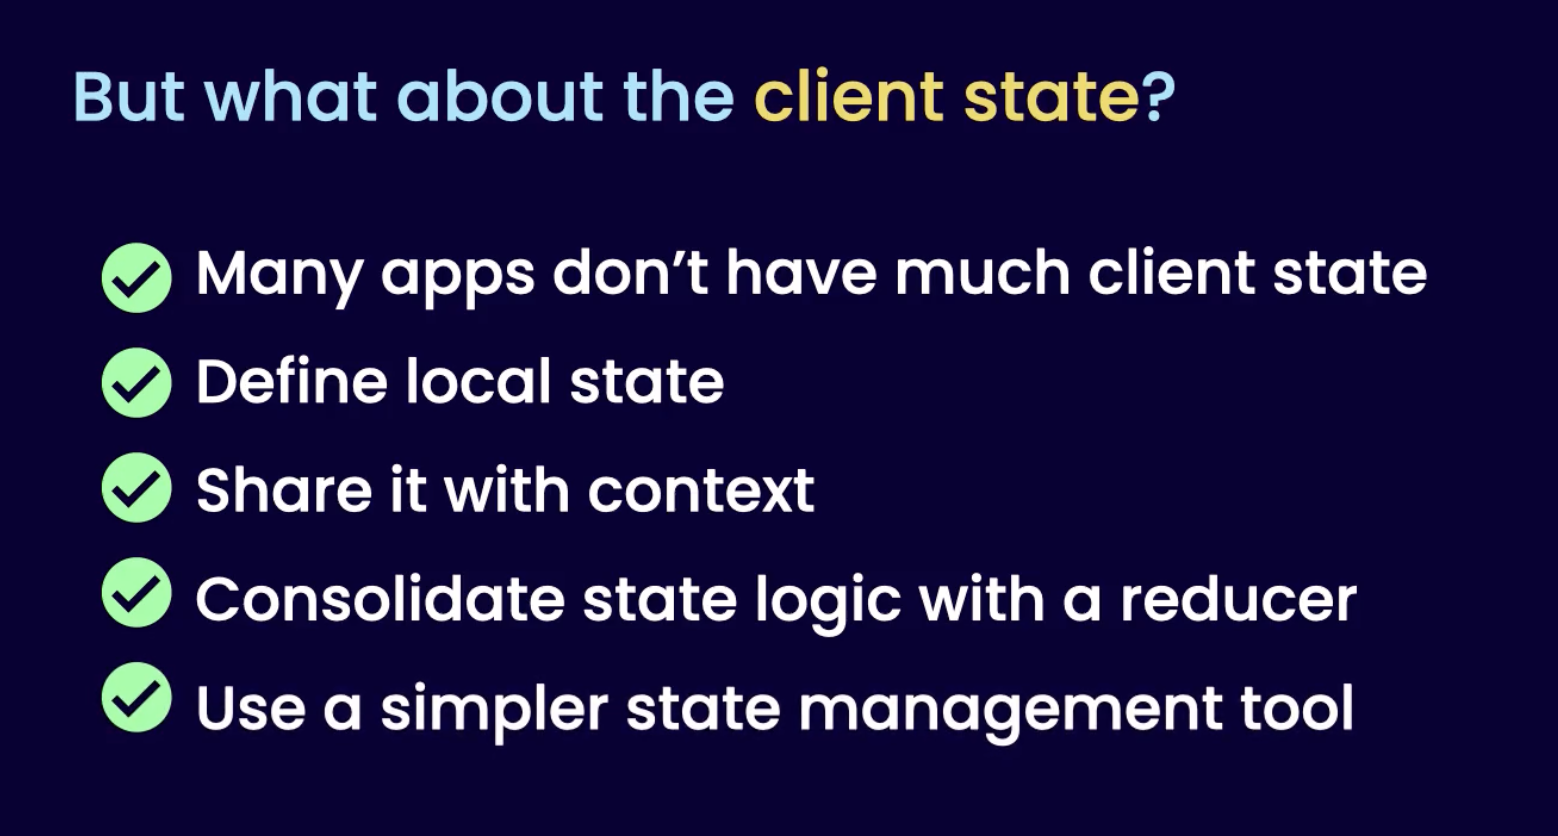 But what about the client state?
Many apps don’t have much client state
Define local state
Share it with context
Consolidate state logic with a reducer
Use a simpler state management tool